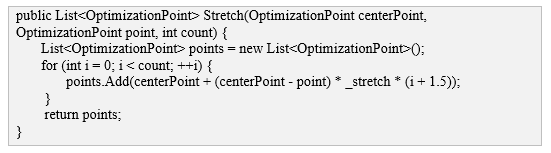 public List<OptimizationPoint> Stretch(OptimizationPoint centerPoint,
OptimizationPoint point, int count) {
List<OptimizationPoint> points = new List<OptimizationPoint>();
for (int i = 0; i < count; ++i) {
points.Add(centerPoint + (centerPoint - point) * _stretch * (i + 1.5));
}
return points;
}